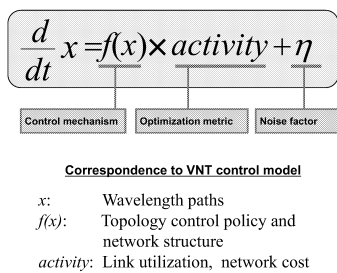 d/dt x =f(x)×activity+η
Control mechanism
Optimization metric
Noise factor
Correspondence to VNT control model
x: Wavelength paths
f(x): Topology control policy and
network structure
activity: Link utilization, network cost